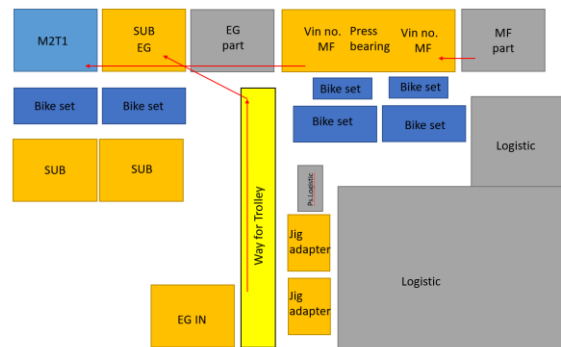 M2T1
SUB
EG
EG
part
Vin no.
MF
Press
bearing
Vin no.
MF
MF
part
Bike set
Bike set
Bike set
Bike set
Bike set
Bike set
SUB
SUB
Way for Trolley
Ps.Logistic
Logistic
Jig
adapter
Jig
adapter
Logistic
EG IN